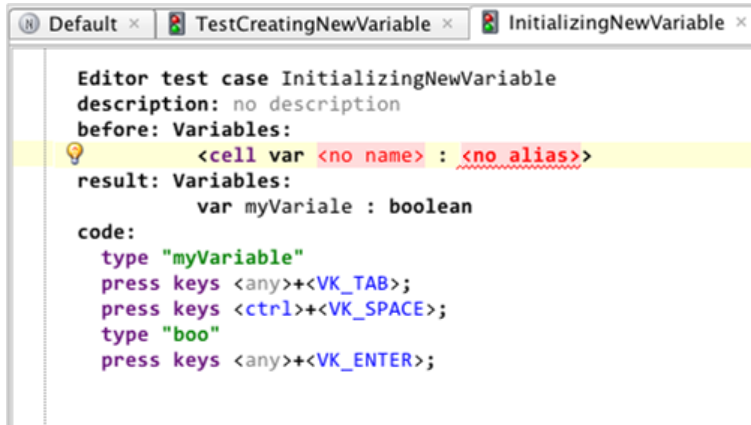 N Default × TestCreatingNewVariable × InitializingNewVariable ×
Editor test case InitializingNewVariable
description: no description
before: Variables:
<cell var <no name> : <no alias>>
result: Variables:
var myVariale : boolean
code:
type "myVariable"
press keys <any>+<VK_TAB>;
press keys <ctrl>+<VK_SPACE>;
type "boo"
press keys <any>+<VK_ENTER>;